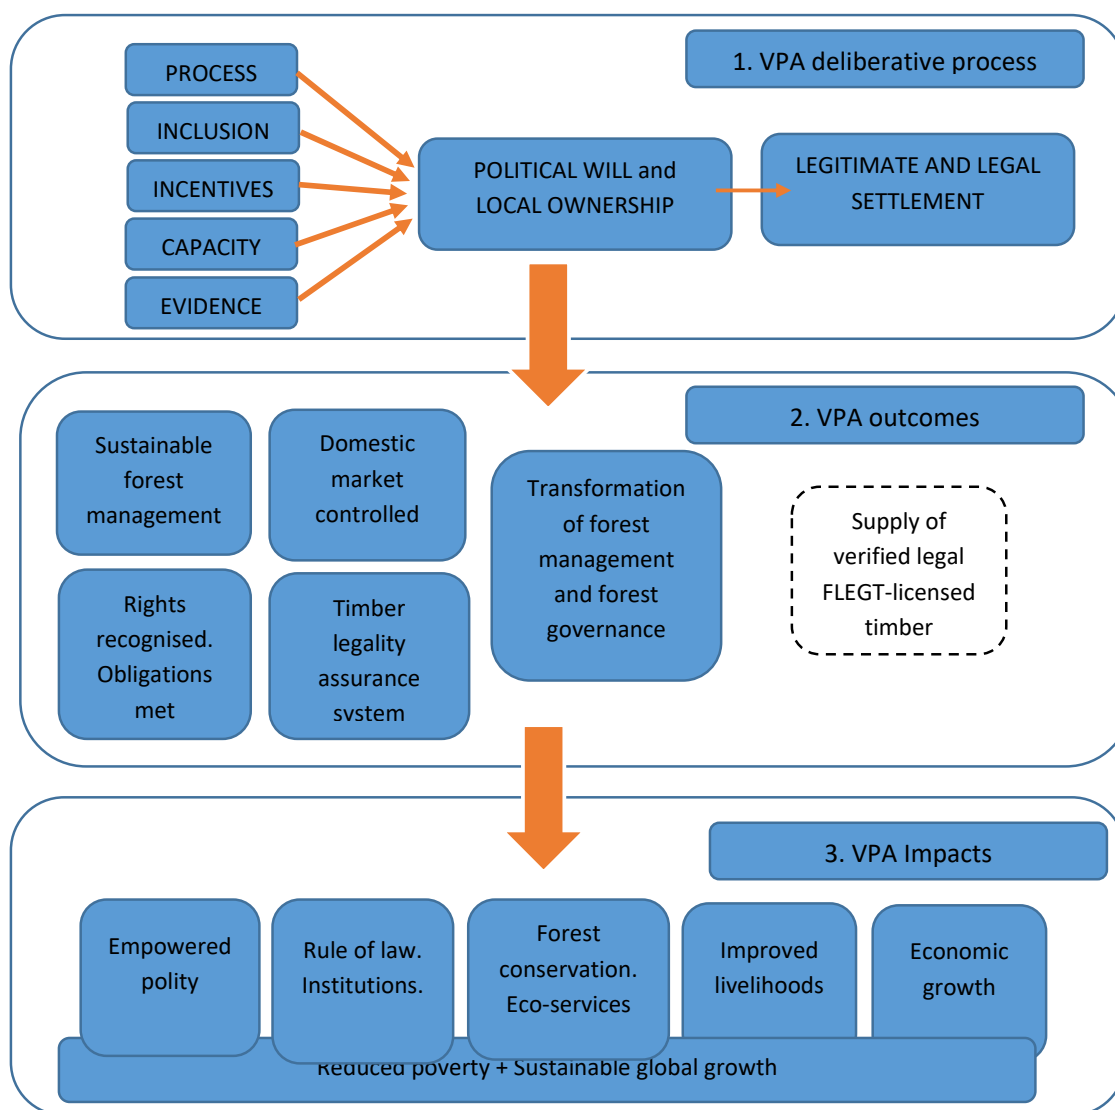 1. VPA deliberative process
PROCESS
INCLUSION
INCENTIVES
CAPACITY
EVIDENCE
POLITICAL WILL and
LOCAL OWNERSHIP
LEGITIMATE AND LEGAL
SETTLEMENT
2. VPA outcomes
Sustainable
forest
management
Domestic
market
controlled
Rights
recognised.
Obligations
met
Timber
legality
assurance
system
Transformation
of forest
management
and forest
governance
Supply of
verified legal
FLEGT-licensed
timber
3. VPA Impacts
Empowered
polity
Rule of law.
Institutions.
Forest
conservation.
Eco-services
Improved
livelihoods
Economic
growth
Reduced poverty + Sustainable global growth